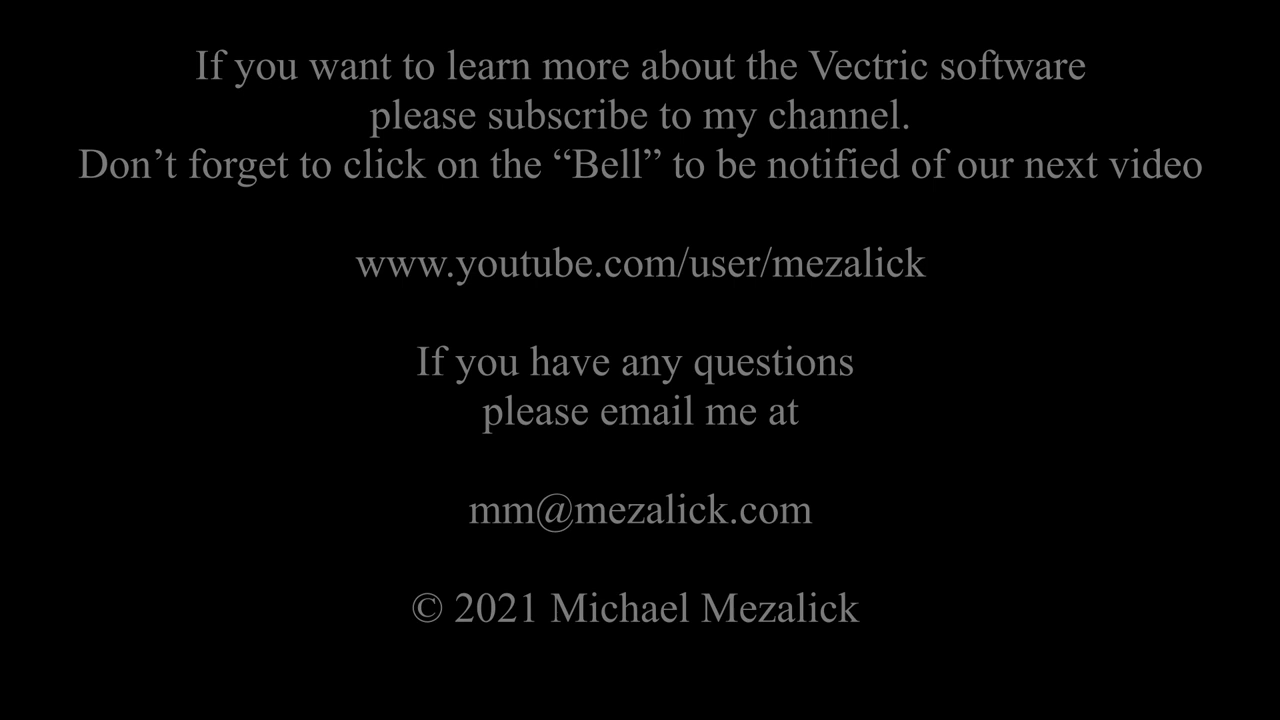 If you want to learn more about the Vectric software
please subscribe to my channel.
Don’t forget to click on the “Bell” to be notified of our next video
www.youtube.com/user/mezalick
If you have any questions
please email me at
mm@mezalick.com
© 2021 Michael Mezalick